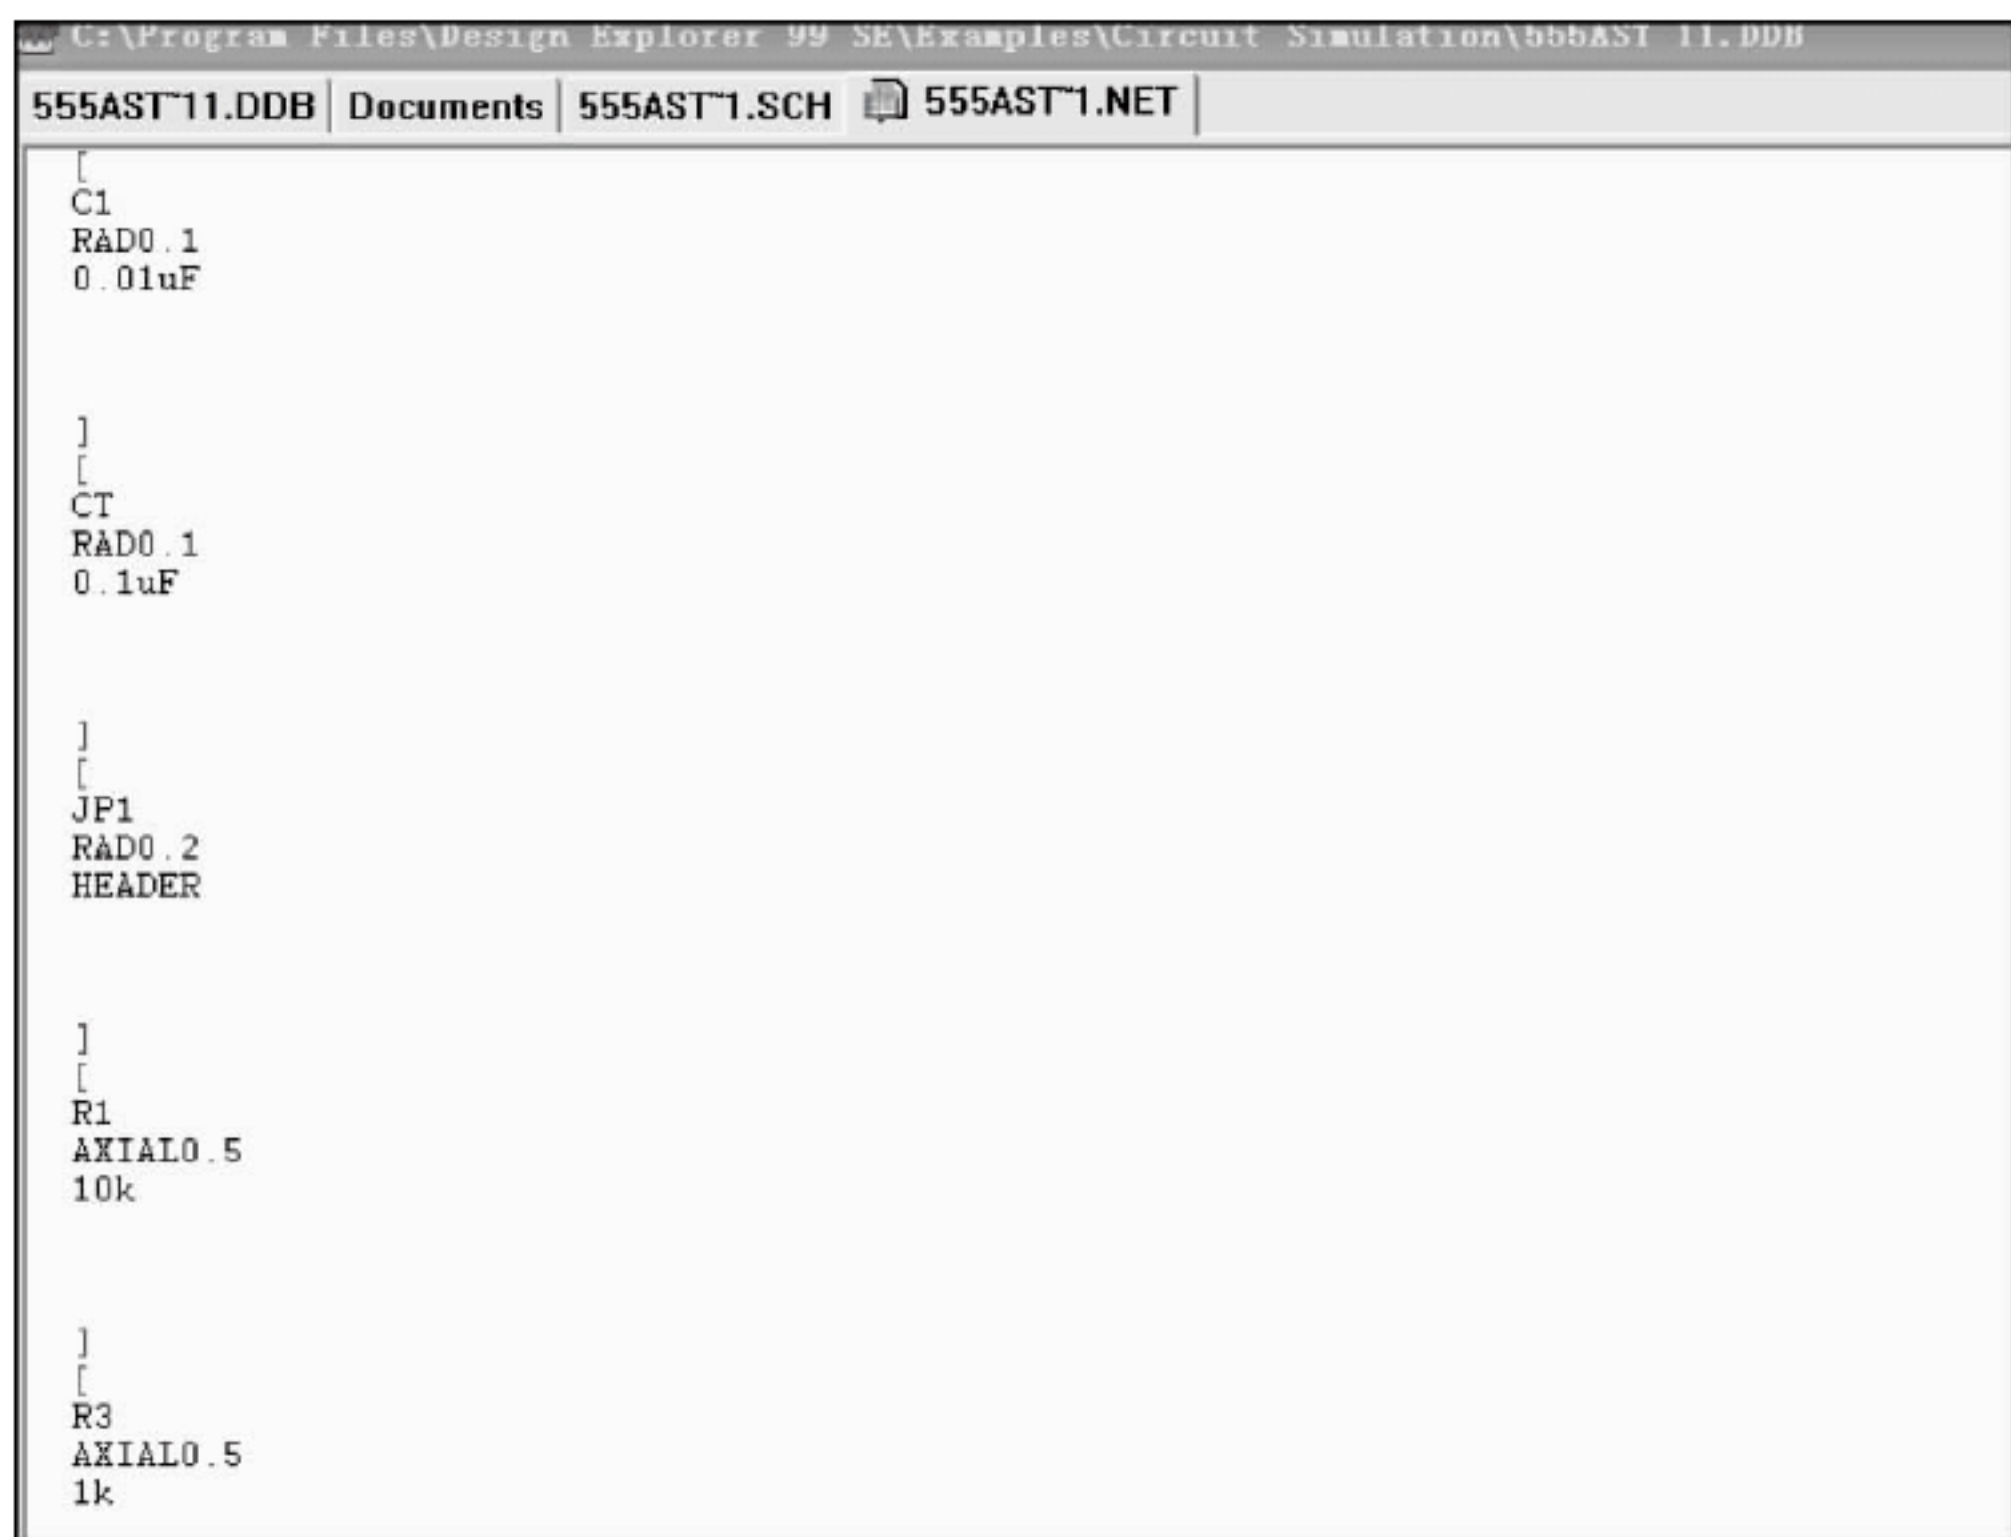 C:\Program Files\Design Explorer 99 SE\Examples\Circuit Simulation\555AST 11.DDB
555AST~11.DDB Documents 555AST~1.SCH 555AST~1.NET
[
C1
RAD0.1
0.01uF
]
[
CT
RAD0.1
0.1uF
]
[
JP1
RAD0.2
HEADER
]
[
R1
AXIAL0.5
10k
]
[
R3
AXIAL0.5
1k